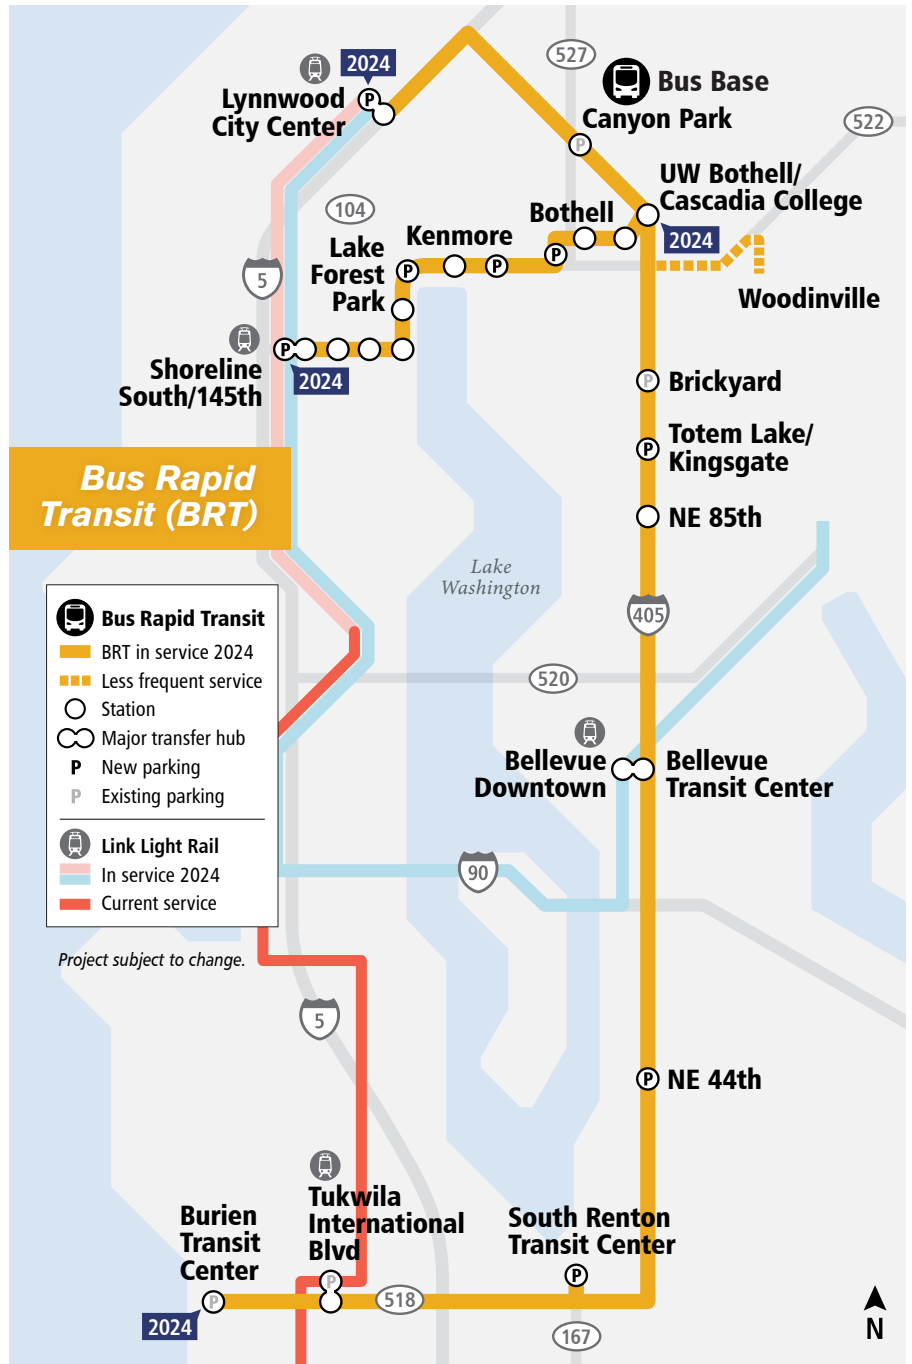 527
2024
Bus Base
Lynnwood
City Center
P
Canyon Park
522
P
UW Bothell/
Cascadia College
104
Bothell
2024
Kenmore
Lake
Forest
Park
P
P
P
5
Woodinville
Shoreline
South/145th
P
2024
P
Brickyard
Totem Lake/
Kingsgate
P
Bus Rapid
Transit (BRT)
NE 85th
Lake
Washington
405
Bus Rapid Transit
BRT in service 2024
Less frequent service
Station
Major transfer hub
P New parking
P Existing parking
Link Light Rail
In service 2024
Current service
520
Bellevue
Downtown
Bellevue
Transit Center
90
Project subject to change.
5
P
NE 44th
Tukwila
International
Blvd
P
Burien
Transit
Center
P
2024
South Renton
Transit Center
P
518
167
N